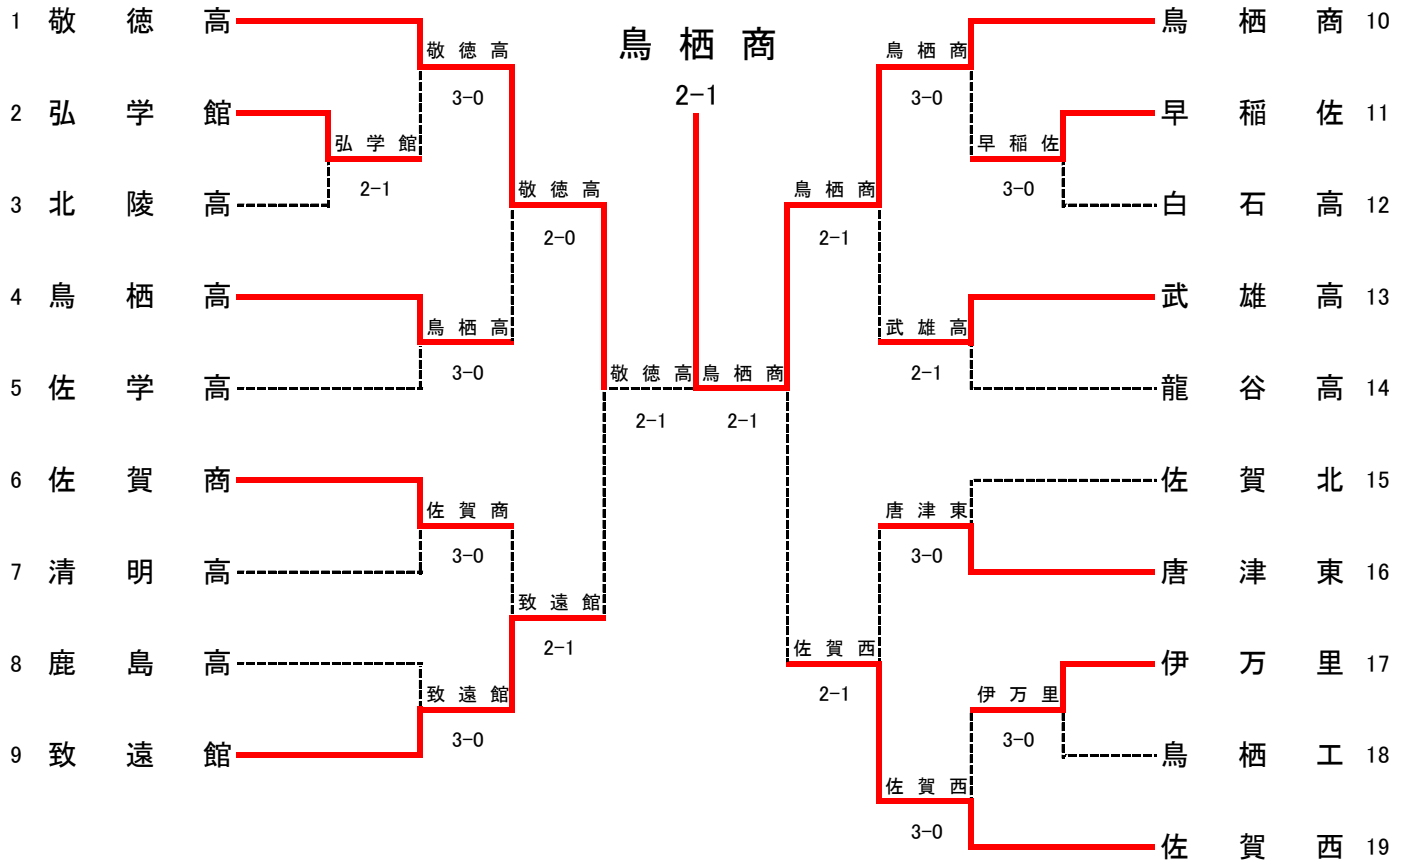 鳥栖商
2-1
1 敬徳高
2 弘学館
3 北陵高
4 鳥栖高
5 佐学高
6 佐賀商
7 清明高
8 鹿島高
9 致遠館
弘学館
2-1
敬徳高
3-0
鳥栖高
3-0
佐賀商
3-0
致遠館
3-0
敬徳高
2-0
致遠館
2-1
敬徳高
2-1
鳥栖商
2-1
鳥栖商
2-1
佐賀西
2-1
鳥栖商
3-0
武雄高
2-1
唐津東
3-0
佐賀西
3-0
早稲佐
3-0
伊万里
3-0
鳥栖商 10
早稲佐 11
白石高 12
武雄高 13
龍谷高 14
佐賀北 15
唐津東 16
伊万里 17
鳥栖工 18
佐賀西 19